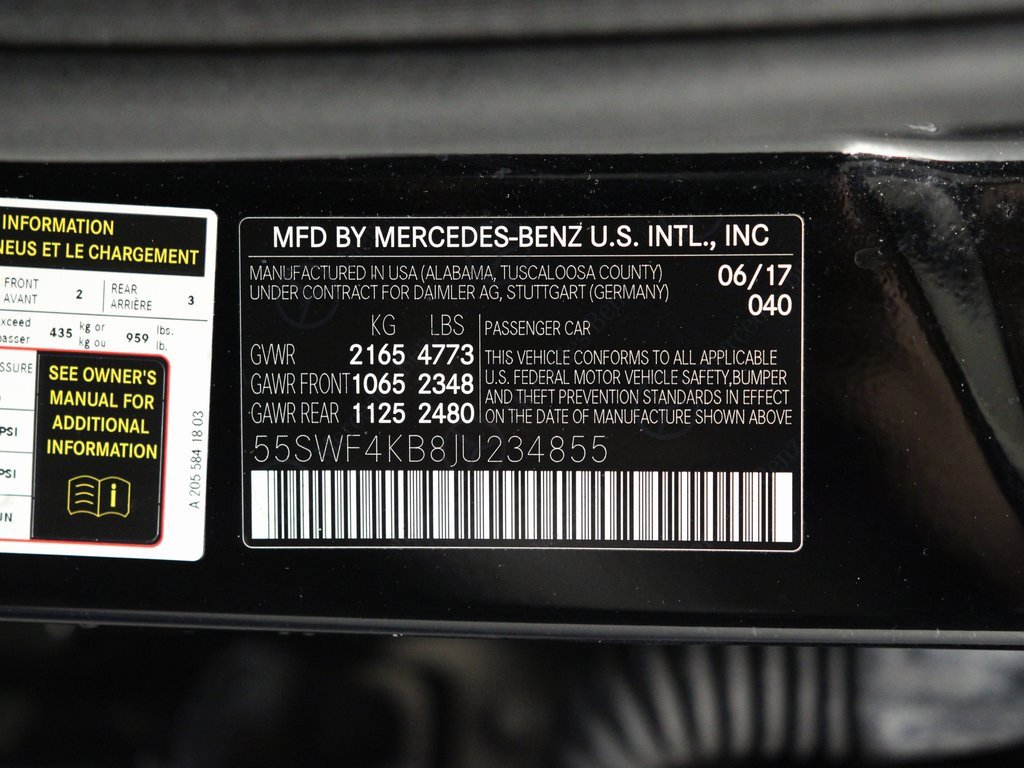 INFORMATION
NEUS ET LE CHARGEMENT
FRONT
AVANT 2 REAR
ARRIÈRE 3
xceed
passer 435 kg or
kg ou 959 lbs.
lb.
SSURE
PSI
PSI
UN
SEE OWNER'S
MANUAL FOR
ADDITIONAL
INFORMATION
A 205 584 18 03
MFD BY MERCEDES-BENZ U.S. INTL., INC
MANUFACTURED IN USA (ALABAMA, TUSCALOOSA COUNTY) 06/17
UNDER CONTRACT FOR DAIMLER AG, STUTTGART (GERMANY) 040
KG LBS
GVWR 2165 4773
GAWR FRONT 1065 2348
GAWR REAR 1125 2480
PASSENGER CAR
THIS VEHICLE CONFORMS TO ALL APPLICABLE
U.S. FEDERAL MOTOR VEHICLE SAFETY,BUMPER
AND THEFT PREVENTION STANDARDS IN EFFECT
ON THE DATE OF MANUFACTURE SHOWN ABOVE
55SWF4KB8JU234855